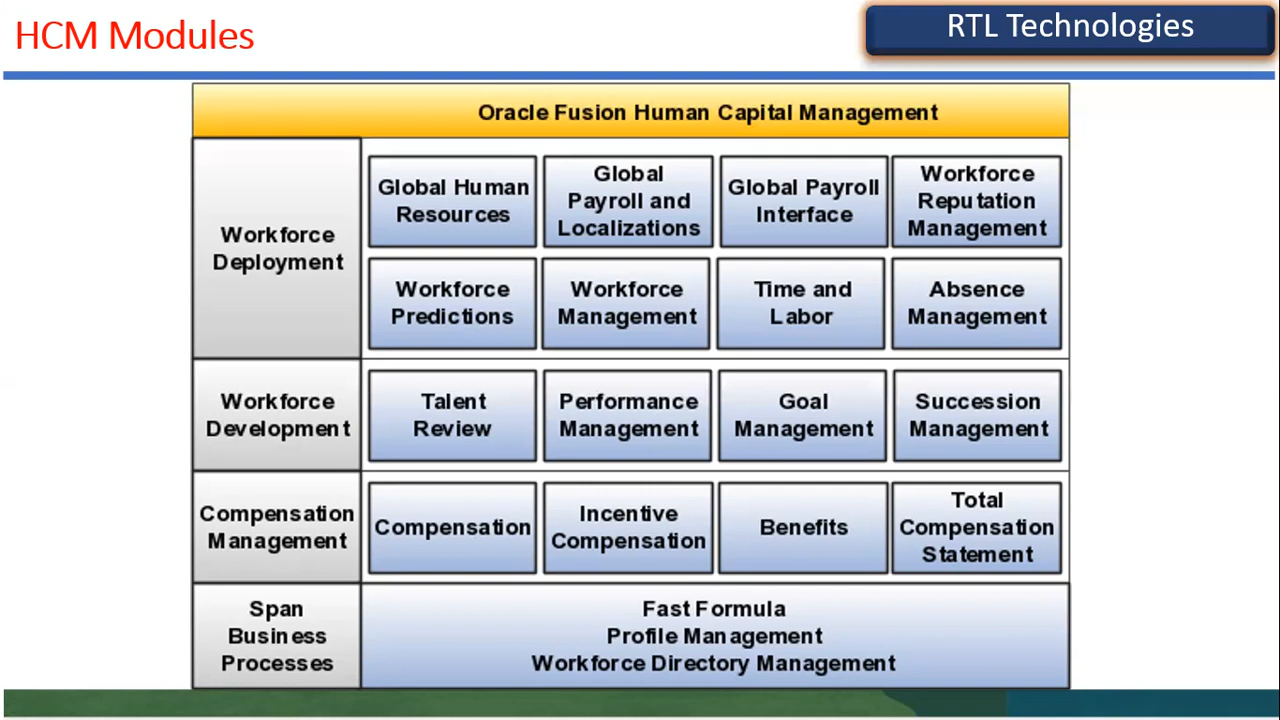 HCM Modules
RTL Technologies
Oracle Fusion Human Capital Management
Workforce
Deployment
Global Human
Resources
Global
Payroll and
Localizations
Global Payroll
Interface
Workforce
Reputation
Management
Workforce
Predictions
Workforce
Management
Time and
Labor
Absence
Management
Workforce
Development
Talent
Review
Performance
Management
Goal
Management
Succession
Management
Compensation
Management
Compensation
Incentive
Compensation
Benefits
Total
Compensation
Statement
Span
Business
Processes
Fast Formula
Profile Management
Workforce Directory Management